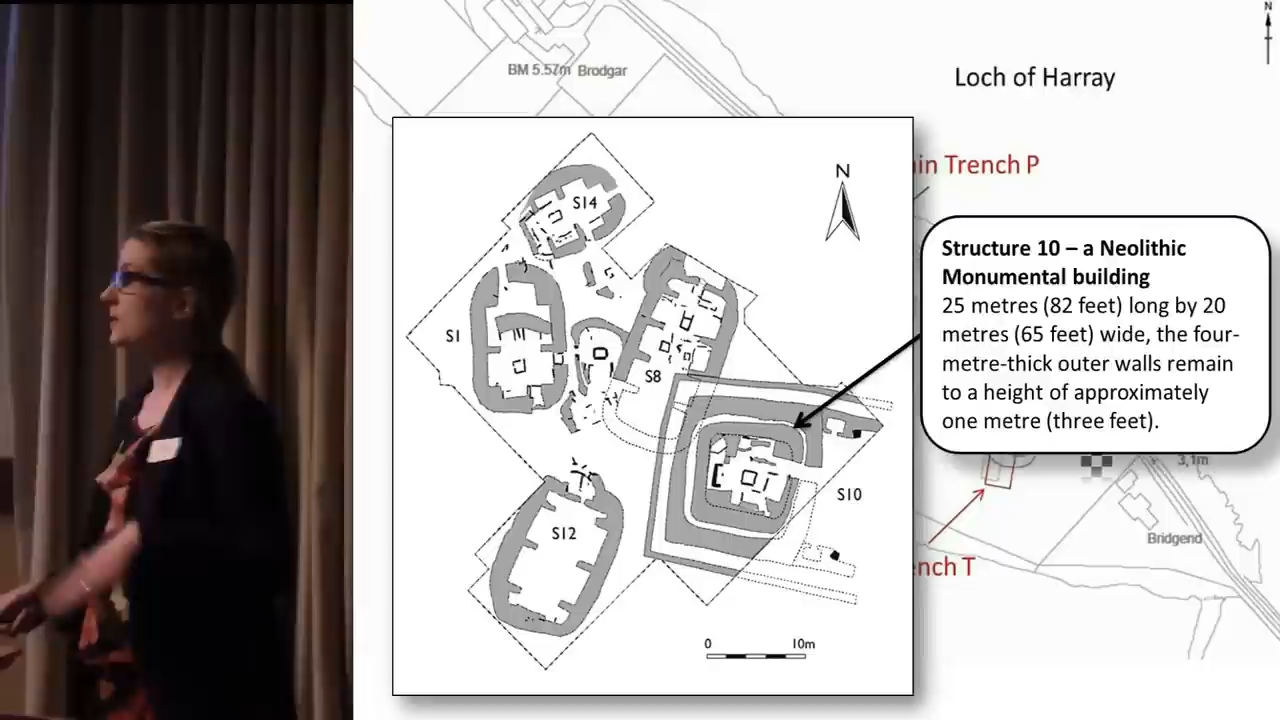 BM 5.57m Brodgar
N
Loch of Harray
in Trench P
N
S14
S1
S8
S10
S12
0 10m
Structure 10 – a Neolithic
Monumental building
25 metres (82 feet) long by 20
metres (65 feet) wide, the four-
metre-thick outer walls remain
to a height of approximately
one metre (three feet).
3,1m
Bridgend
ench T